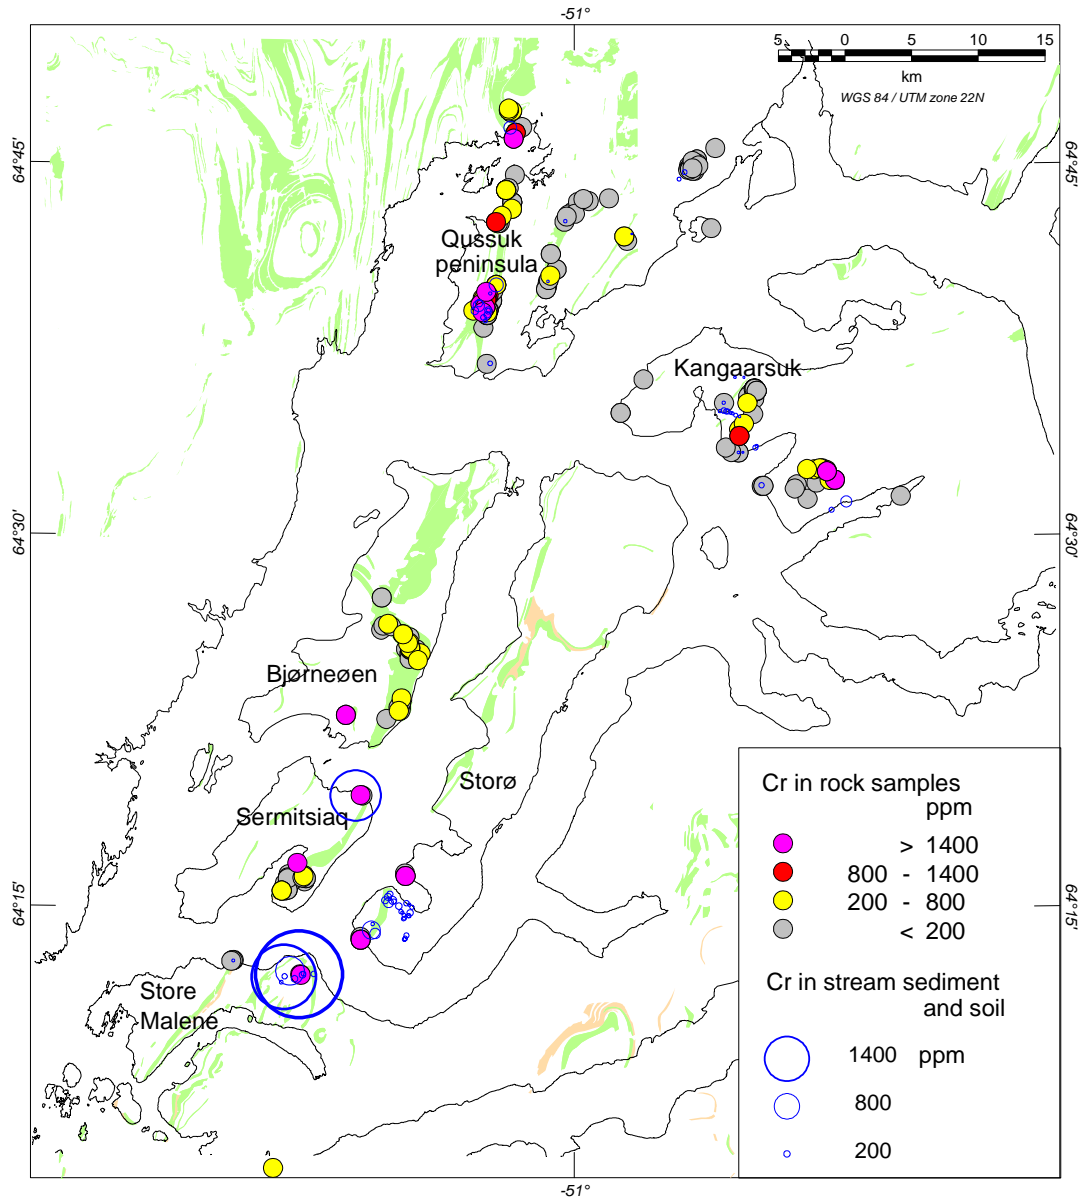 -51°
5 0 5 10 15
km
WGS 84 / UTM zone 22N
64°45'
64°45'
Qussuk
peninsula
Kangaarsuk
64°30'
64°30'
Bjørneøen
Storø
Sermitsiaq
64°15'
64°15'
Store
Malene
Cr in rock samples
ppm
> 1400
800 - 1400
200 - 800
< 200
Cr in stream sediment
and soil
1400 ppm
800
200
-51°